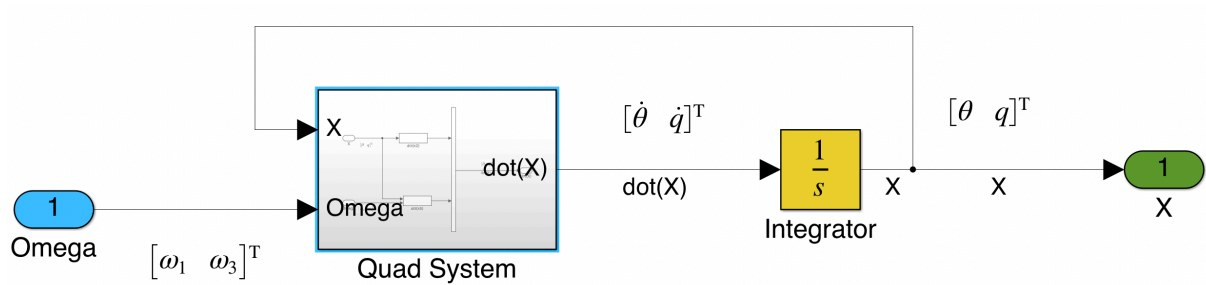 [θ̇ q̇]ᵀ
[θ q]ᵀ
X
dot(X)
1
s
1
1
Omega
dot(X)
X
X
X
Omega
Integrator
[ω₁ ω₃]ᵀ
Quad System